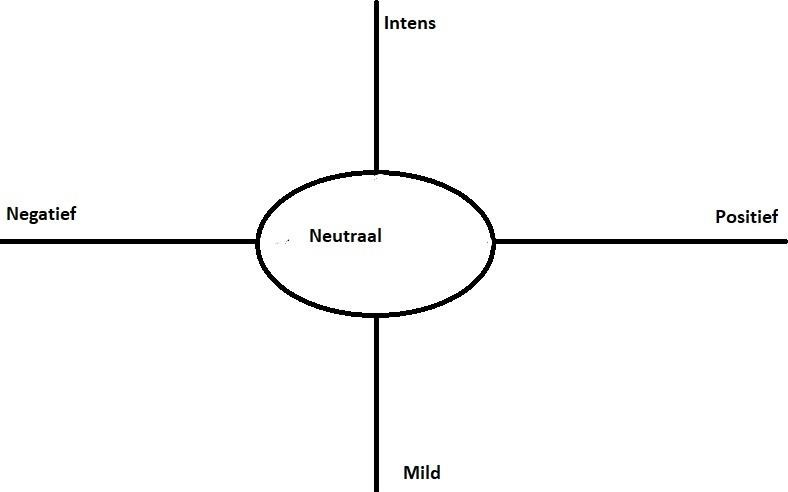 Intens
Negatief
Positief
Neutraal
Mild